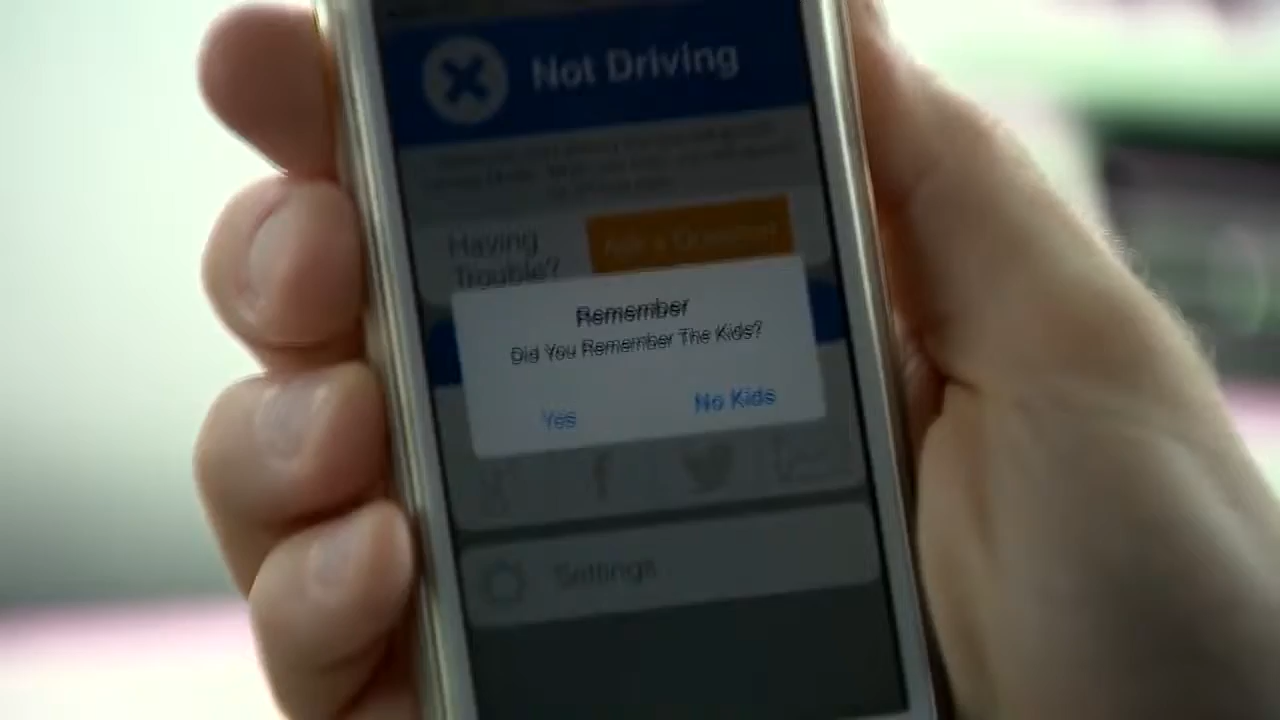 Not Driving
Having
Trouble?
Ask a Question
Remember
Did You Remember The Kids?
Yes
No Kids
Settings